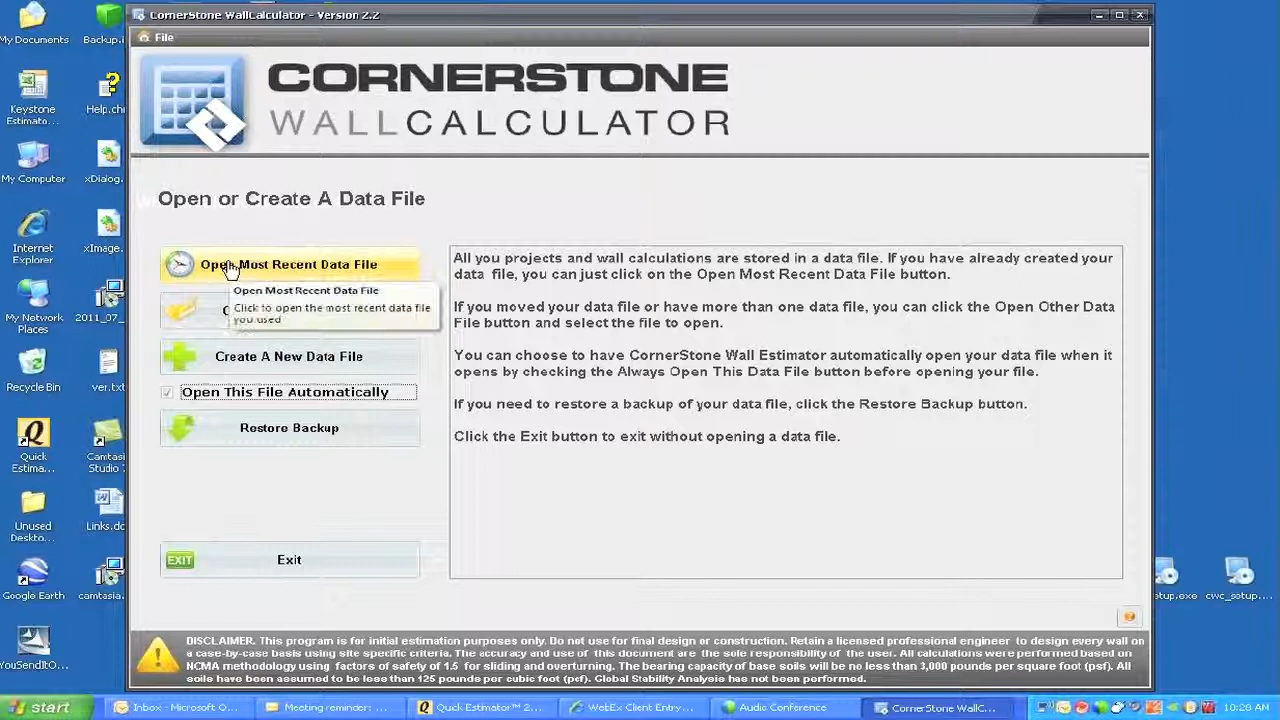 CornerStone WallCalculator - Version 2.2
File
CORNERSTONE
WALLCALCULATOR
Open or Create A Data File
Open Most Recent Data File
Open Most Recent Data File
Click to open the most recent data file
you used
Create A New Data File
Open This File Automatically
Restore Backup
Exit
EXIT
All you projects and wall calculations are stored in a data file. If you have already created your
data file, you can just click on the Open Most Recent Data File button.
If you moved your data file or have more than one data file, you can click the Open Other Data
File button and select the file to open.
You can choose to have CornerStone Wall Estimator automatically open your data file when it
opens by checking the Always Open This Data File button before opening your file.
If you need to restore a backup of your data file, click the Restore Backup button.
Click the Exit button to exit without opening a data file.
DISCLAIMER. This program is for initial estimation purposes only. Do not use for final design or construction. Retain a licensed professional engineer to design every wall on
a case-by-case basis using site specific criteria. The accuracy and use of this document are the sole responsibility of the user. All calculations were performed based on
NCMA methodology using factors of safety of 1.5 for sliding and overturning. The bearing capacity of base soils will be no less than 3,000 pounds per square foot (psf). All
soils have been assumed to be less than 125 pounds per cubic foot (pcf). Global Stability Analysis has not been performed.
My Documents
Backup.i
Keystone
Estimato...
Help.ch
My Computer
xDialog.
Internet
Explorer
xImage.
My Network
Places
2011_07_
Recycle Bin
ver.txt
Quick
Estima...
Camtas
Studio 7
Unused
Deskto...
Links.do
Google Earth
camtasia
YouSendItO...
etup.exe
cwc_setup....
start
Inbox - Microsoft O...
Meeting reminder: ...
Quick Estimator™ 2...
WebEx Client Entry...
Audio Conference
CornerStone WallC...
10:28 AM